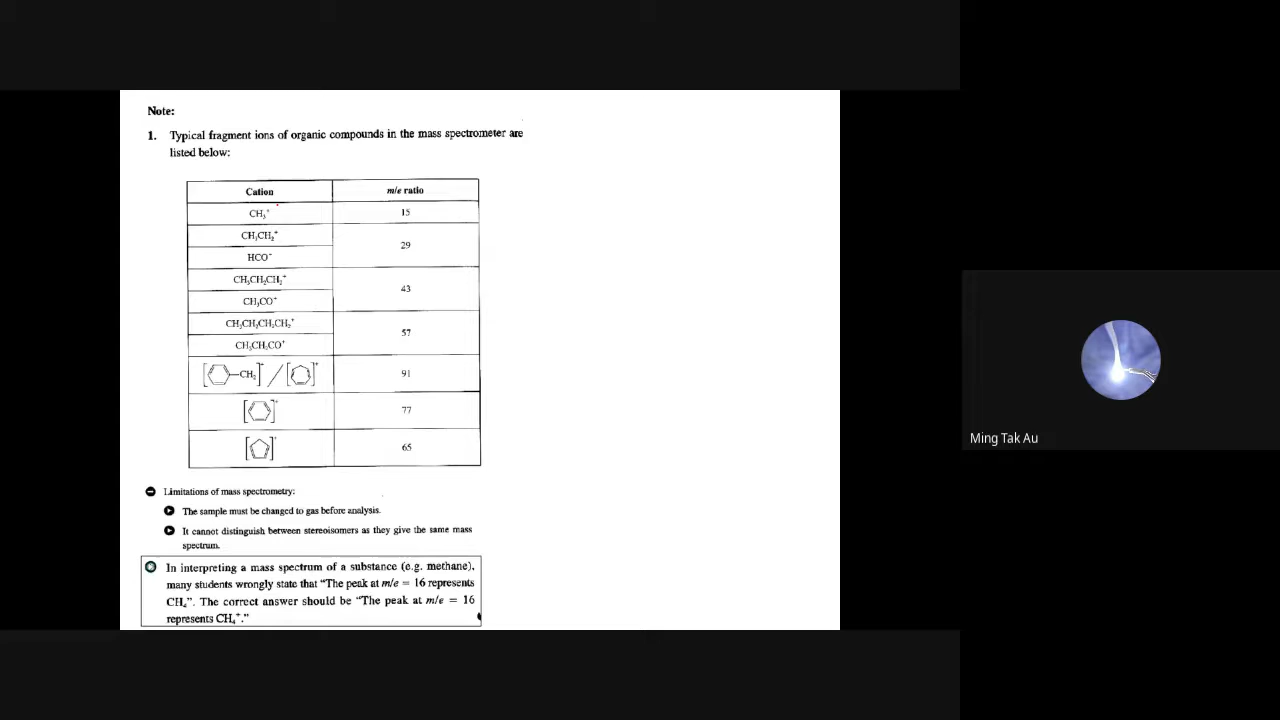 Note:
1. Typical fragment ions of organic compounds in the mass spectrometer are
listed below:
Cation m/e ratio
CH₃⁺ 15
CH₃CH₂⁺
29
HCO⁺
CH₃CH₂CH₂⁺
43
CH₃CO⁺
CH₃CH₂CH₂CH₂⁺
57
CH₃CH₂CO⁺
[⌬–CH₂]⁺ / [ ]⁺ 91
[ ]⁺ 77
[ ]⁺ 65
Limitations of mass spectrometry:
The sample must be changed to gas before analysis.
It cannot distinguish between stereoisomers as they give the same mass
spectrum.
In interpreting a mass spectrum of a substance (e.g. methane),
many students wrongly state that "The peak at m/e = 16 represents
CH₄". The correct answer should be "The peak at m/e = 16
represents CH₄⁺."
Ming Tak Au